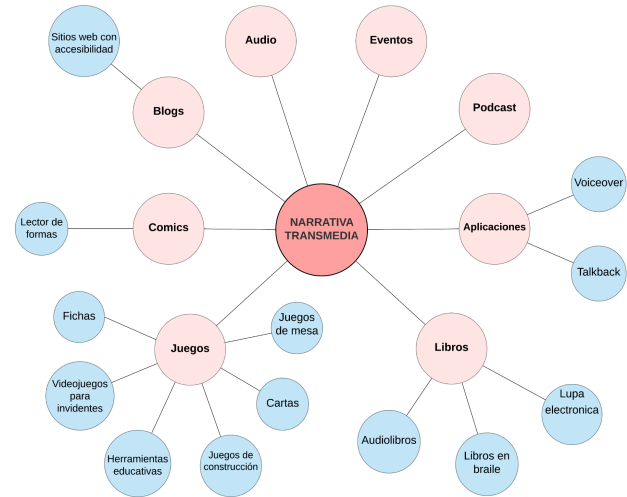 Sitios web con
accesibilidad
Audio
Eventos
Blogs
Podcast
Voiceover
Lector de
formas
Comics
NARRATIVA
TRANSMEDIA
Aplicaciones
Talkback
Fichas
Juegos
de mesa
Juegos
Libros
Videojuegos
para
invidentes
Cartas
Lupa
electronica
Audiolibros
Herramientas
educativas
Juegos de
construcción
Libros en
braile